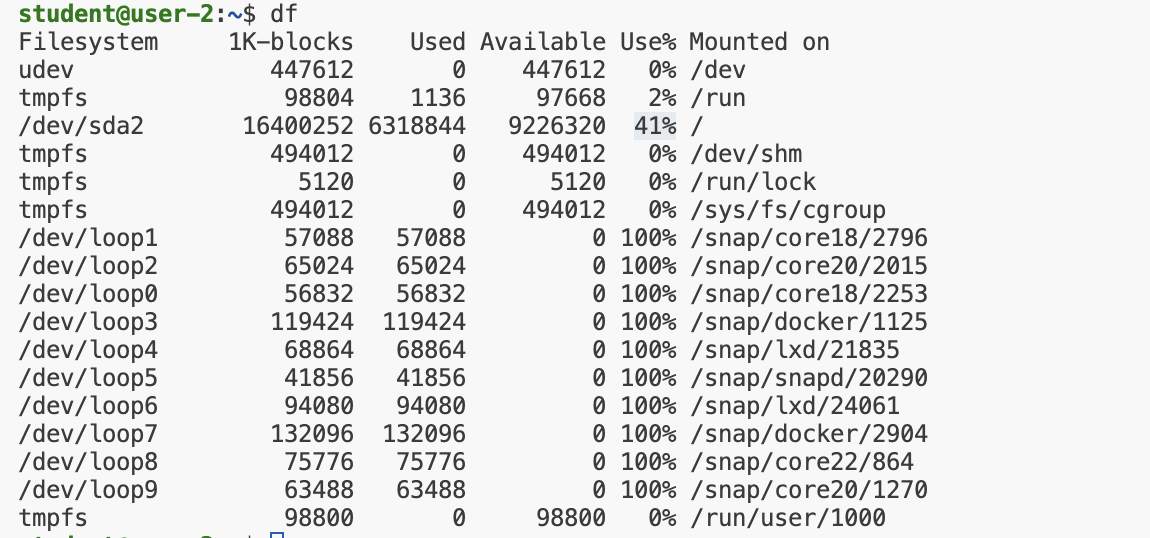 student@user-2:~$ df
Filesystem     1K-blocks    Used Available Use% Mounted on
udev              447612       0    447612   0% /dev
tmpfs              98804    1136     97668   2% /run
/dev/sda2       16400252 6318844   9226320  41% /
tmpfs             494012       0    494012   0% /dev/shm
tmpfs               5120       0      5120   0% /run/lock
tmpfs             494012       0    494012   0% /sys/fs/cgroup
/dev/loop1         57088   57088         0 100% /snap/core18/2796
/dev/loop2         65024   65024         0 100% /snap/core20/2015
/dev/loop0         56832   56832         0 100% /snap/core18/2253
/dev/loop3        119424  119424         0 100% /snap/docker/1125
/dev/loop4         68864   68864         0 100% /snap/lxd/21835
/dev/loop5         41856   41856         0 100% /snap/snapd/20290
/dev/loop6         94080   94080         0 100% /snap/lxd/24061
/dev/loop7        132096  132096         0 100% /snap/docker/2904
/dev/loop8         75776   75776         0 100% /snap/core22/864
/dev/loop9         63488   63488         0 100% /snap/core20/1270
tmpfs              98800       0     98800   0% /run/user/1000